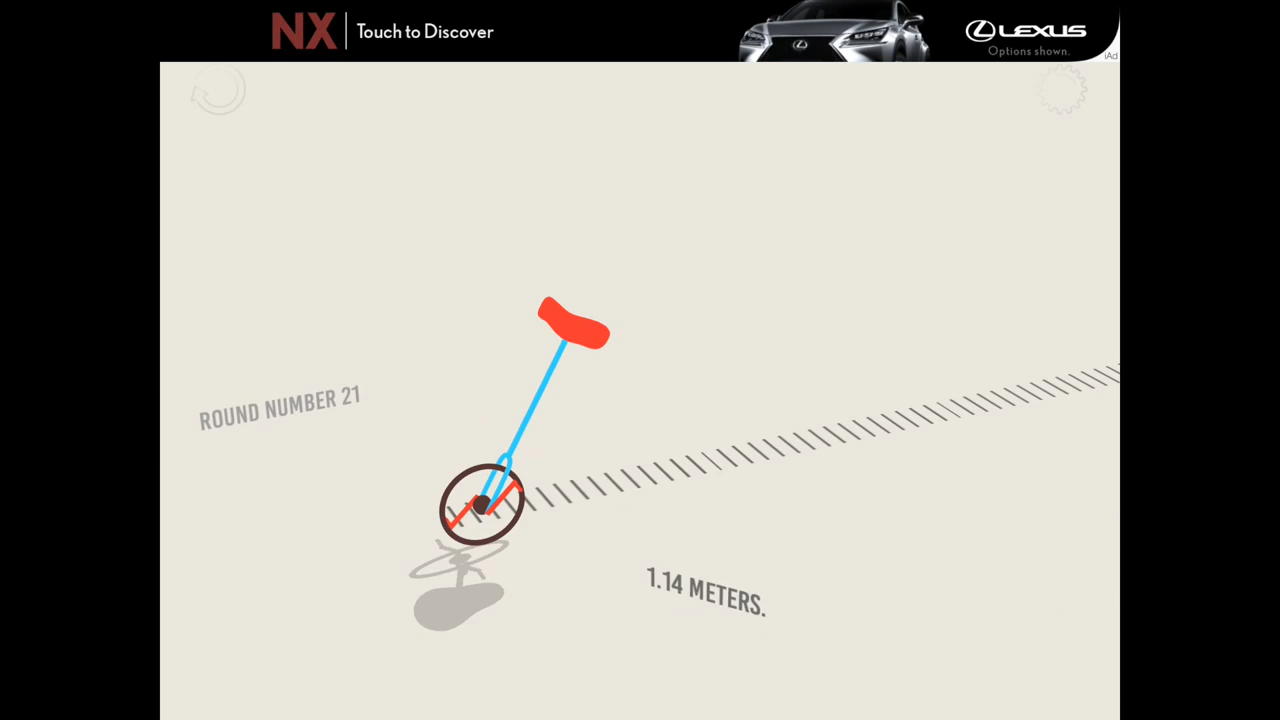 NX
Touch to Discover
LEXUS
Options shown.
iAd
ROUND NUMBER 21
1.14 METERS.